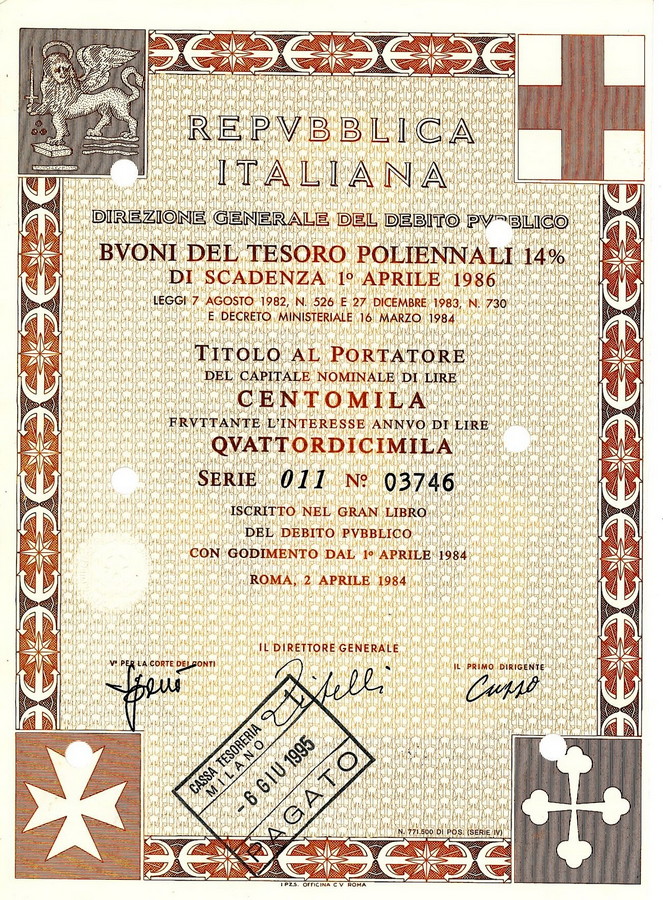 REPVBBLICA
ITALIANA
DIREZIONE GENERALE DEL DEBITO PVBBLICO
BVONI DEL TESORO POLIENNALI 14%
DI SCADENZA 1º APRILE 1986
LEGGI 7 AGOSTO 1982, N. 526 E 27 DICEMBRE 1983, N. 730
E DECRETO MINISTERIALE 16 MARZO 1984
TITOLO AL PORTATORE
DEL CAPITALE NOMINALE DI LIRE
CENTOMILA
FRVTTANTE L'INTERESSE ANNVO DI LIRE
QVATTORDICIMILA
SERIE 011 Nº 03746
ISCRITTO NEL GRAN LIBRO
DEL DEBITO PVBBLICO
CON GODIMENTO DAL 1º APRILE 1984
ROMA, 2 APRILE 1984
IL DIRETTORE GENERALE
Vº PER LA CORTE DEI CONTI
IL PRIMO DIRIGENTE
CASSA TESORERIA
MILANO
-6 GIU 1995
PAGATO
N. 771.500 DI POS. (SERIE IV)
I.P.Z.S. OFFICINA C.V. ROMA